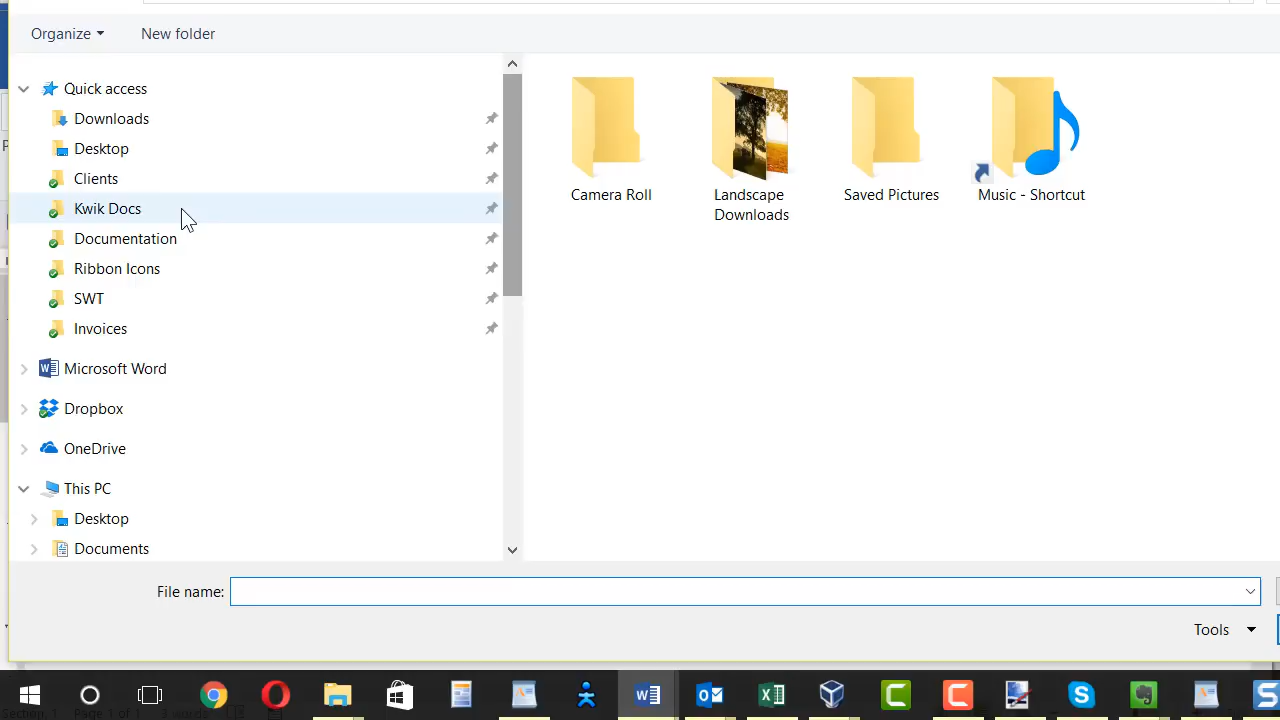 Organize
New folder
Quick access
Downloads
Desktop
Clients
Kwik Docs
Documentation
Ribbon Icons
SWT
Invoices
Microsoft Word
Dropbox
OneDrive
This PC
Desktop
Documents
Camera Roll
Landscape
Downloads
Saved Pictures
Music - Shortcut
File name:
Tools